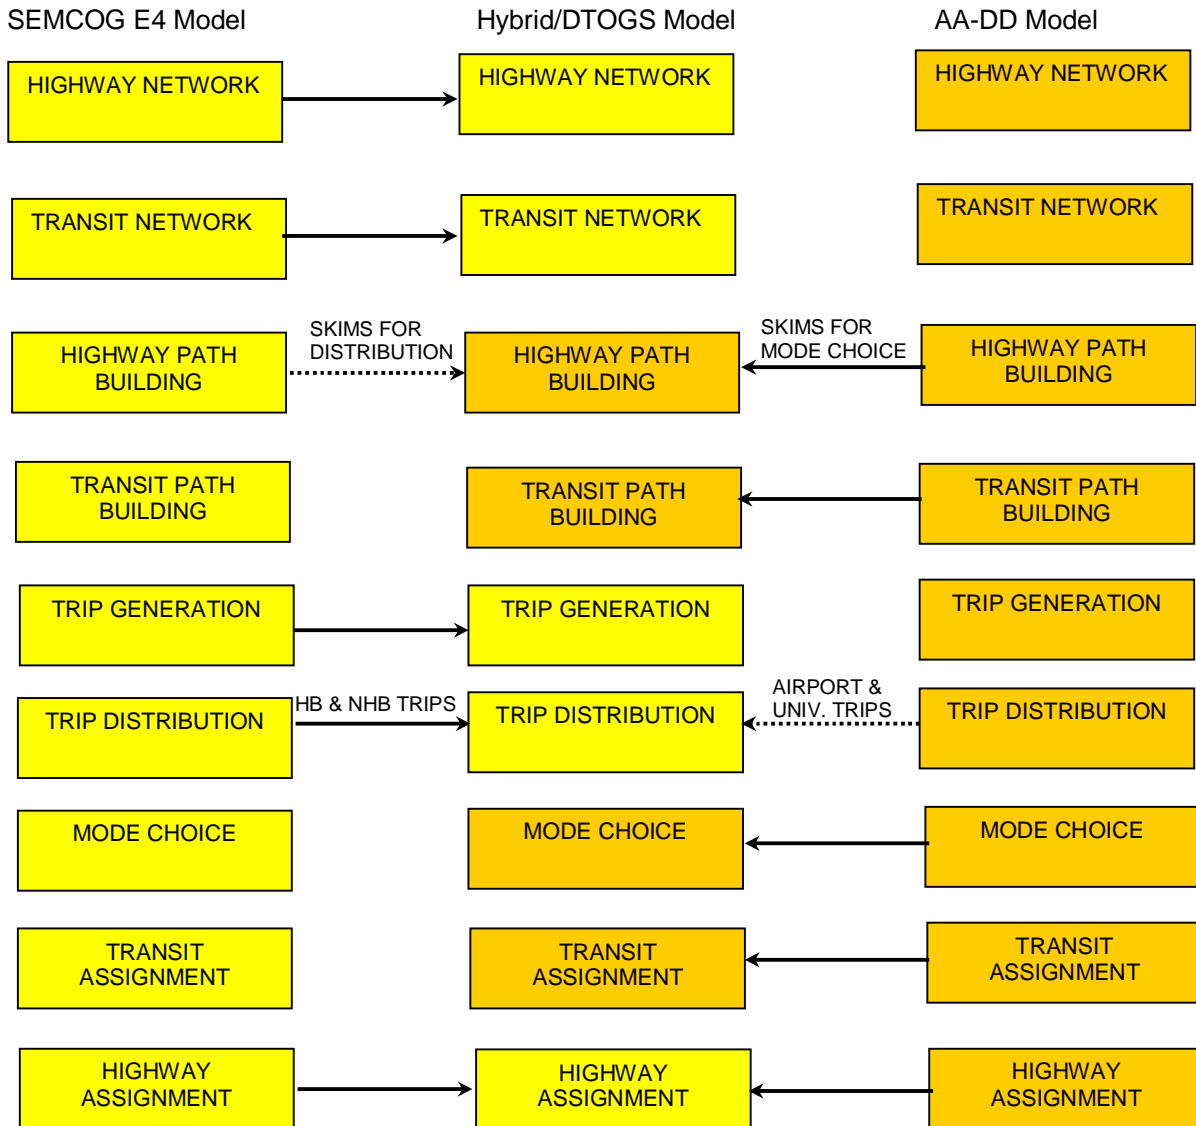 SEMCOG E4 Model
Hybrid/DTOGS Model
AA-DD Model
HIGHWAY NETWORK
HIGHWAY NETWORK
HIGHWAY NETWORK
TRANSIT NETWORK
TRANSIT NETWORK
TRANSIT NETWORK
HIGHWAY PATH
BUILDING
SKIMS FOR
DISTRIBUTION
HIGHWAY PATH
BUILDING
SKIMS FOR
MODE CHOICE
HIGHWAY PATH
BUILDING
TRANSIT PATH
BUILDING
TRANSIT PATH
BUILDING
TRANSIT PATH
BUILDING
TRIP GENERATION
TRIP GENERATION
TRIP GENERATION
TRIP DISTRIBUTION
HB & NHB TRIPS
TRIP DISTRIBUTION
AIRPORT &
UNIV. TRIPS
TRIP DISTRIBUTION
MODE CHOICE
MODE CHOICE
MODE CHOICE
TRANSIT
ASSIGNMENT
TRANSIT
ASSIGNMENT
TRANSIT
ASSIGNMENT
HIGHWAY
ASSIGNMENT
HIGHWAY
ASSIGNMENT
HIGHWAY
ASSIGNMENT